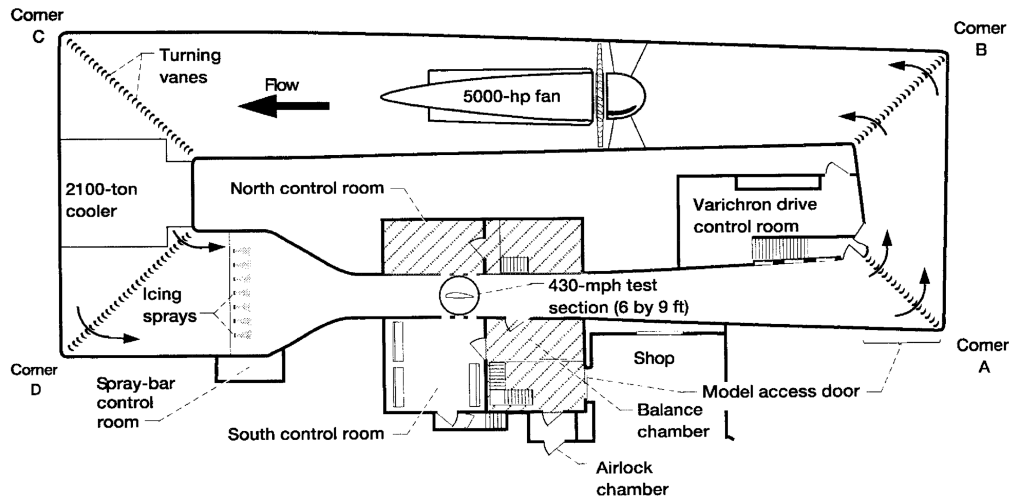 Corner
C
Corner
B
Turning
vanes
Flow
5000-hp fan
2100-ton
cooler
North control room
Varichron drive
control room
430-mph test
section (6 by 9 ft)
Icing
sprays
Shop
Corner
A
Corner
D
Spray-bar
control
room
Model access door
South control room
Balance
chamber
Airlock
chamber